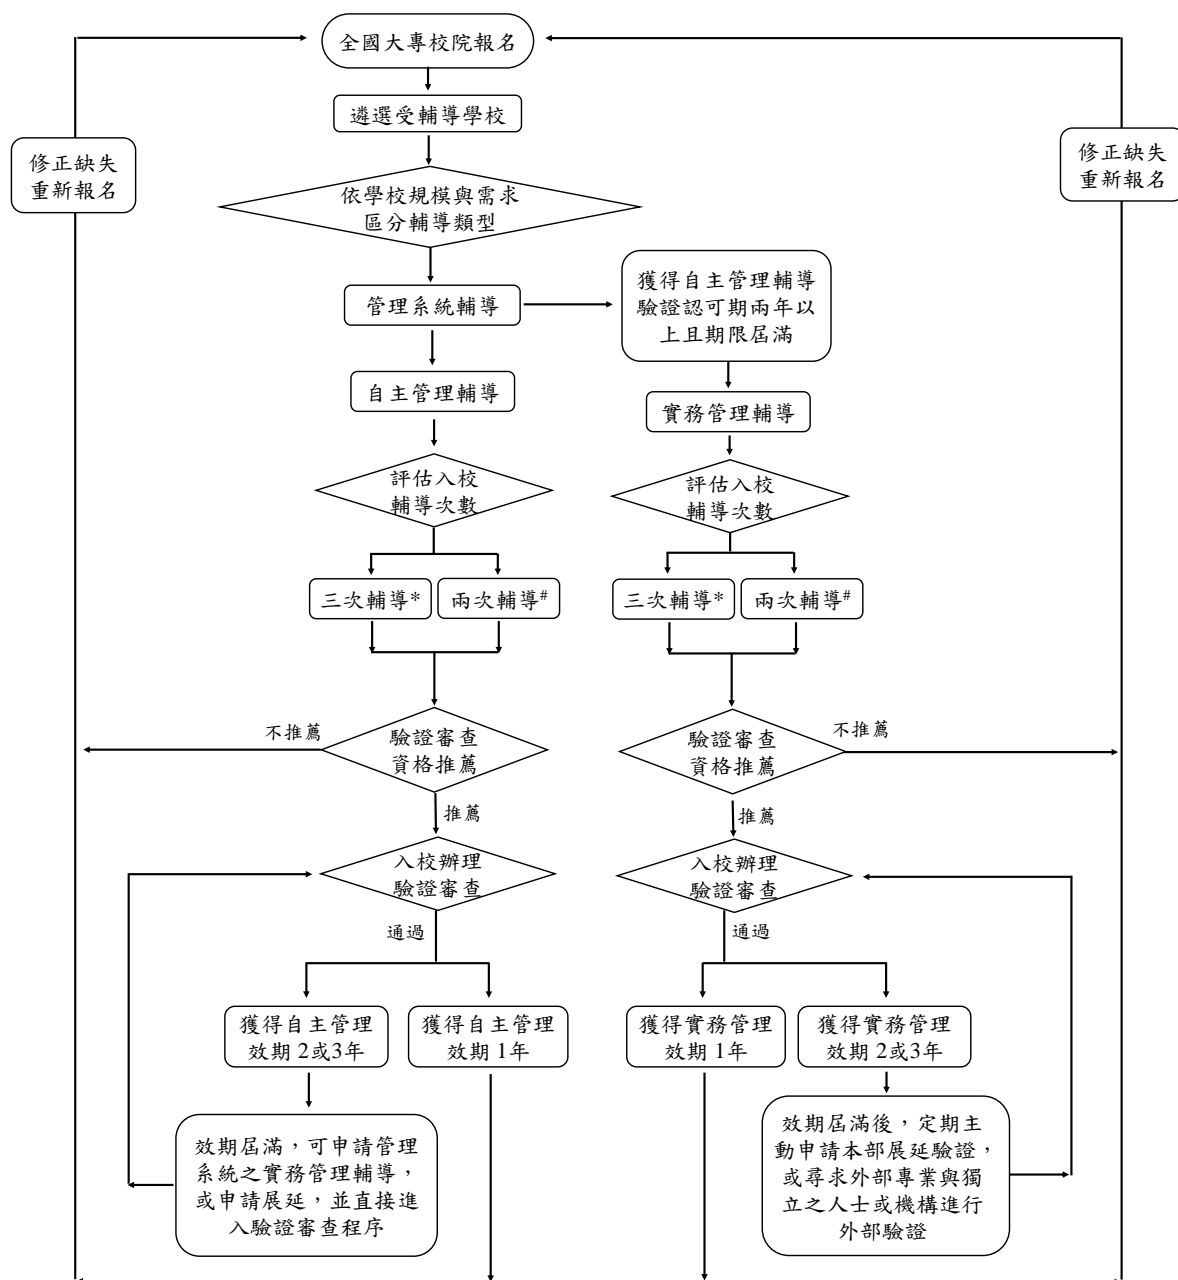 全國大專校院報名
遴選受輔導學校
修正缺失
重新報名
修正缺失
重新報名
依學校規模與需求
區分輔導類型
管理系統輔導
獲得自主管理輔導
驗證認可期兩年以
上且期限屆滿
自主管理輔導
實務管理輔導
評估入校
輔導次數
評估入校
輔導次數
三次輔導*
兩次輔導#
三次輔導*
兩次輔導#
不推薦
驗證審查
資格推薦
驗證審查
資格推薦
不推薦
推薦
推薦
入校辦理
驗證審查
入校辦理
驗證審查
通過
通過
獲得自主管理
效期 2或3年
獲得自主管理
效期 1年
獲得實務管理
效期 1年
獲得實務管理
效期 2或3年
效期屆滿，可申請管理
系統之實務管理輔導，
或申請展延，並直接進
入驗證審查程序
效期屆滿後，定期主
動申請本部展延驗證，
或尋求外部專業與獨
立之人士或機構進行
外部驗證